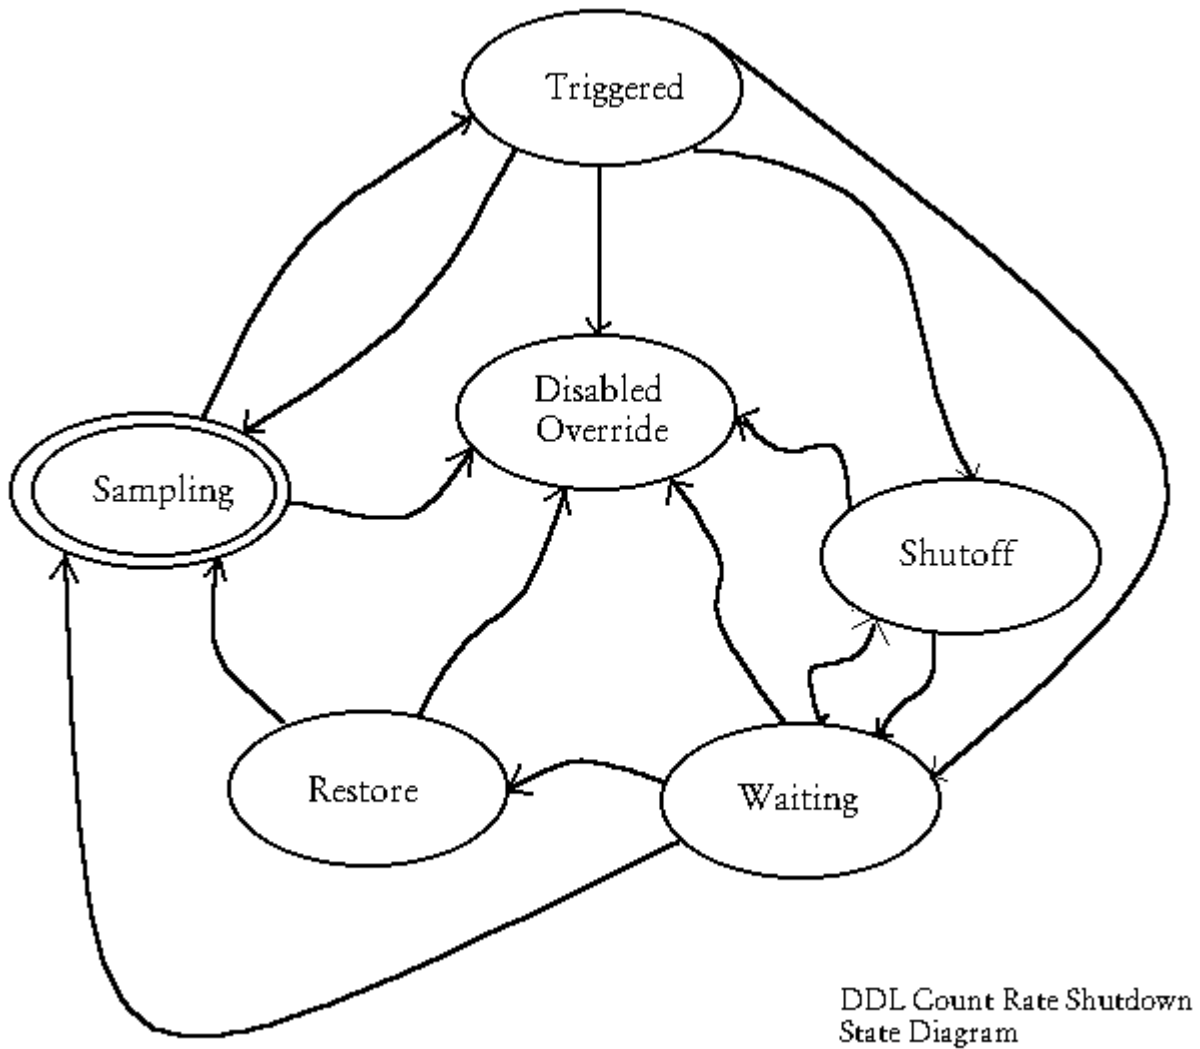 Triggered
Disabled
Override
Sampling
Shutoff
Restore
Waiting
DDL Count Rate Shutdown
State Diagram